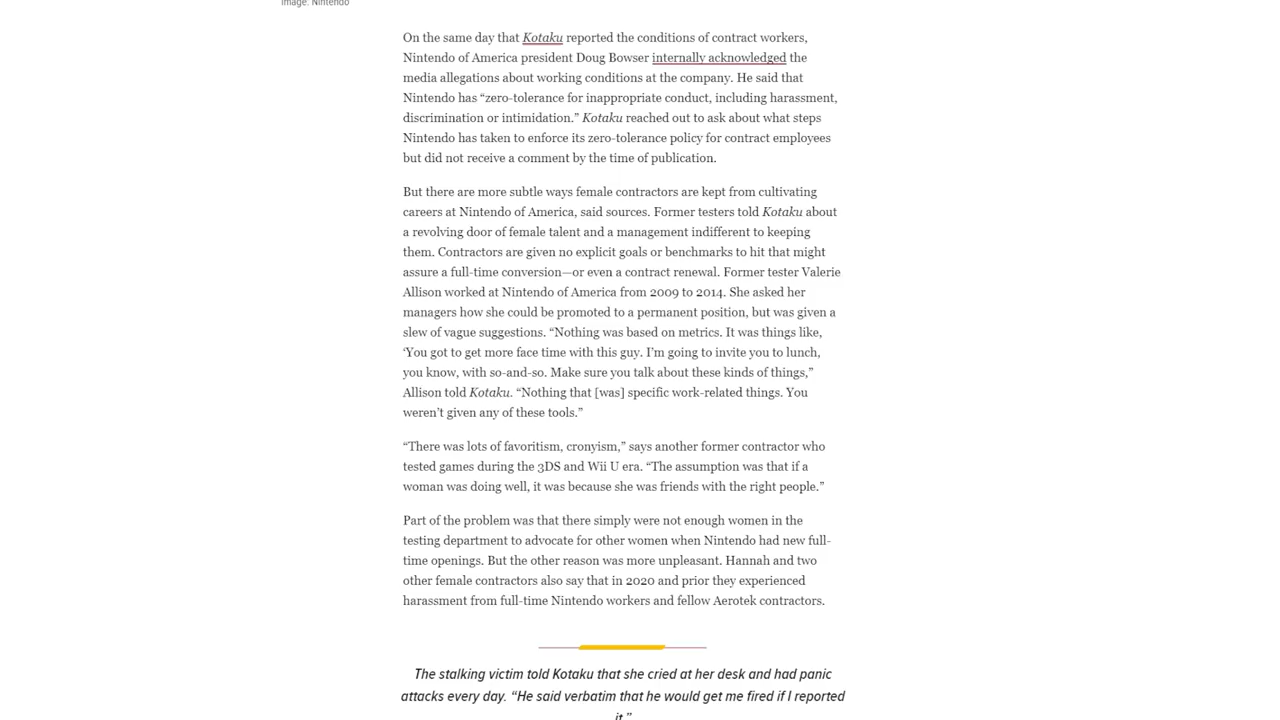 Image: Nintendo
On the same day that Kotaku reported the conditions of contract workers,
Nintendo of America president Doug Bowser internally acknowledged the
media allegations about working conditions at the company. He said that
Nintendo has “zero-tolerance for inappropriate conduct, including harassment,
discrimination or intimidation.” Kotaku reached out to ask about what steps
Nintendo has taken to enforce its zero-tolerance policy for contract employees
but did not receive a comment by the time of publication.
But there are more subtle ways female contractors are kept from cultivating
careers at Nintendo of America, said sources. Former testers told Kotaku about
a revolving door of female talent and a management indifferent to keeping
them. Contractors are given no explicit goals or benchmarks to hit that might
assure a full-time conversion—or even a contract renewal. Former tester Valerie
Allison worked at Nintendo of America from 2009 to 2014. She asked her
managers how she could be promoted to a permanent position, but was given a
slew of vague suggestions. “Nothing was based on metrics. It was things like,
‘You got to get more face time with this guy. I’m going to invite you to lunch,
you know, with so-and-so. Make sure you talk about these kinds of things,”
Allison told Kotaku. “Nothing that [was] specific work-related things. You
weren’t given any of these tools.”
“There was lots of favoritism, cronyism,” says another former contractor who
tested games during the 3DS and Wii U era. “The assumption was that if a
woman was doing well, it was because she was friends with the right people.”
Part of the problem was that there simply were not enough women in the
testing department to advocate for other women when Nintendo had new full-
time openings. But the other reason was more unpleasant. Hannah and two
other female contractors also say that in 2020 and prior they experienced
harassment from full-time Nintendo workers and fellow Aerotek contractors.
The stalking victim told Kotaku that she cried at her desk and had panic
attacks every day. “He said verbatim that he would get me fired if I reported
it.”